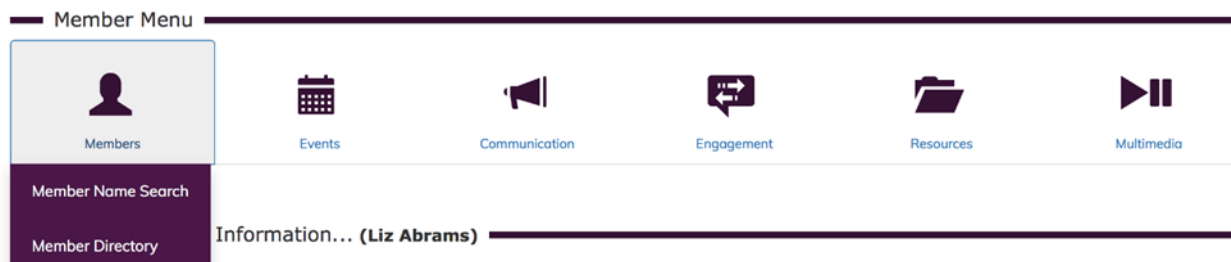 Member Menu
Members
Events
Communication
Engagement
Resources
Multimedia
Member Name Search
Member Directory
Information... (Liz Abrams)